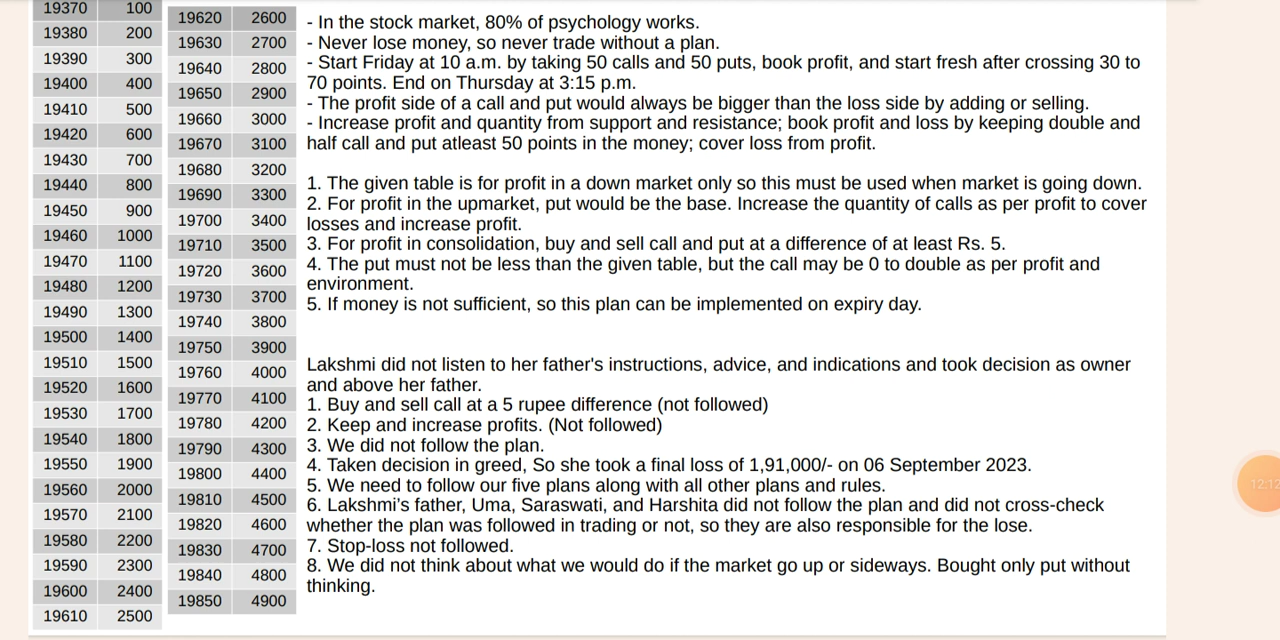 19370 100
19380 200
19390 300
19400 400
19410 500
19420 600
19430 700
19440 800
19450 900
19460 1000
19470 1100
19480 1200
19490 1300
19500 1400
19510 1500
19520 1600
19530 1700
19540 1800
19550 1900
19560 2000
19570 2100
19580 2200
19590 2300
19600 2400
19610 2500
19620 2600
19630 2700
19640 2800
19650 2900
19660 3000
19670 3100
19680 3200
19690 3300
19700 3400
19710 3500
19720 3600
19730 3700
19740 3800
19750 3900
19760 4000
19770 4100
19780 4200
19790 4300
19800 4400
19810 4500
19820 4600
19830 4700
19840 4800
19850 4900
- In the stock market, 80% of psychology works.
- Never lose money, so never trade without a plan.
- Start Friday at 10 a.m. by taking 50 calls and 50 puts, book profit, and start fresh after crossing 30 to
70 points. End on Thursday at 3:15 p.m.
- The profit side of a call and put would always be bigger than the loss side by adding or selling.
- Increase profit and quantity from support and resistance; book profit and loss by keeping double and
half call and put atleast 50 points in the money; cover loss from profit.
1. The given table is for profit in a down market only so this must be used when market is going down.
2. For profit in the upmarket, put would be the base. Increase the quantity of calls as per profit to cover
losses and increase profit.
3. For profit in consolidation, buy and sell call and put at a difference of at least Rs. 5.
4. The put must not be less than the given table, but the call may be 0 to double as per profit and
environment.
5. If money is not sufficient, so this plan can be implemented on expiry day.
Lakshmi did not listen to her father's instructions, advice, and indications and took decision as owner
and above her father.
1. Buy and sell call at a 5 rupee difference (not followed)
2. Keep and increase profits. (Not followed)
3. We did not follow the plan.
4. Taken decision in greed, So she took a final loss of 1,91,000/- on 06 September 2023.
5. We need to follow our five plans along with all other plans and rules.
6. Lakshmi's father, Uma, Saraswati, and Harshita did not follow the plan and did not cross-check
whether the plan was followed in trading or not, so they are also responsible for the lose.
7. Stop-loss not followed.
8. We did not think about what we would do if the market go up or sideways. Bought only put without
thinking.
12:12